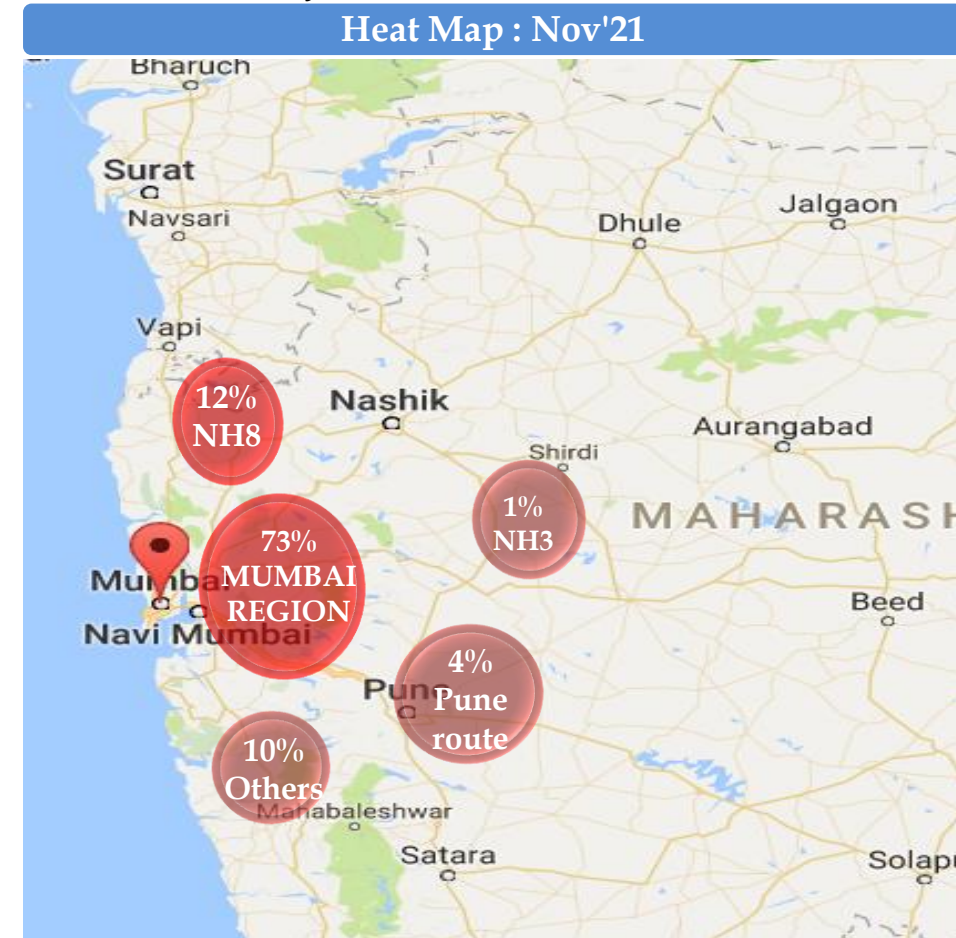 Heat Map : Nov'21
Bharuch
Surat
Navsari
Dhule
Jalgaon
Vapi
12%
NH8
Nashik
Aurangabad
Shirdi
1%
NH3
MAHARASH
73%
MUMBAI
REGION
Mumbai
Navi Mumbai
Beed
4%
Pune
route
Pune
10%
Others
Mahabaleshwar
Satara
Solapu